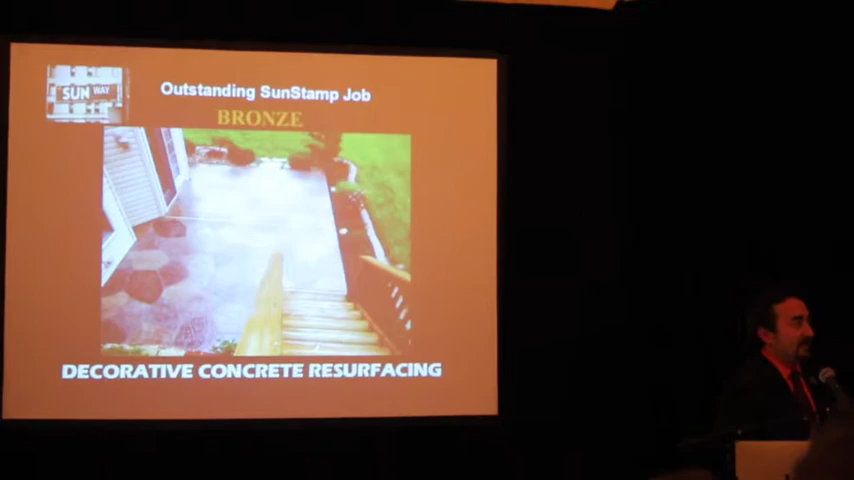 SUN WAY
Outstanding SunStamp Job
BRONZE
DECORATIVE CONCRETE RESURFACING